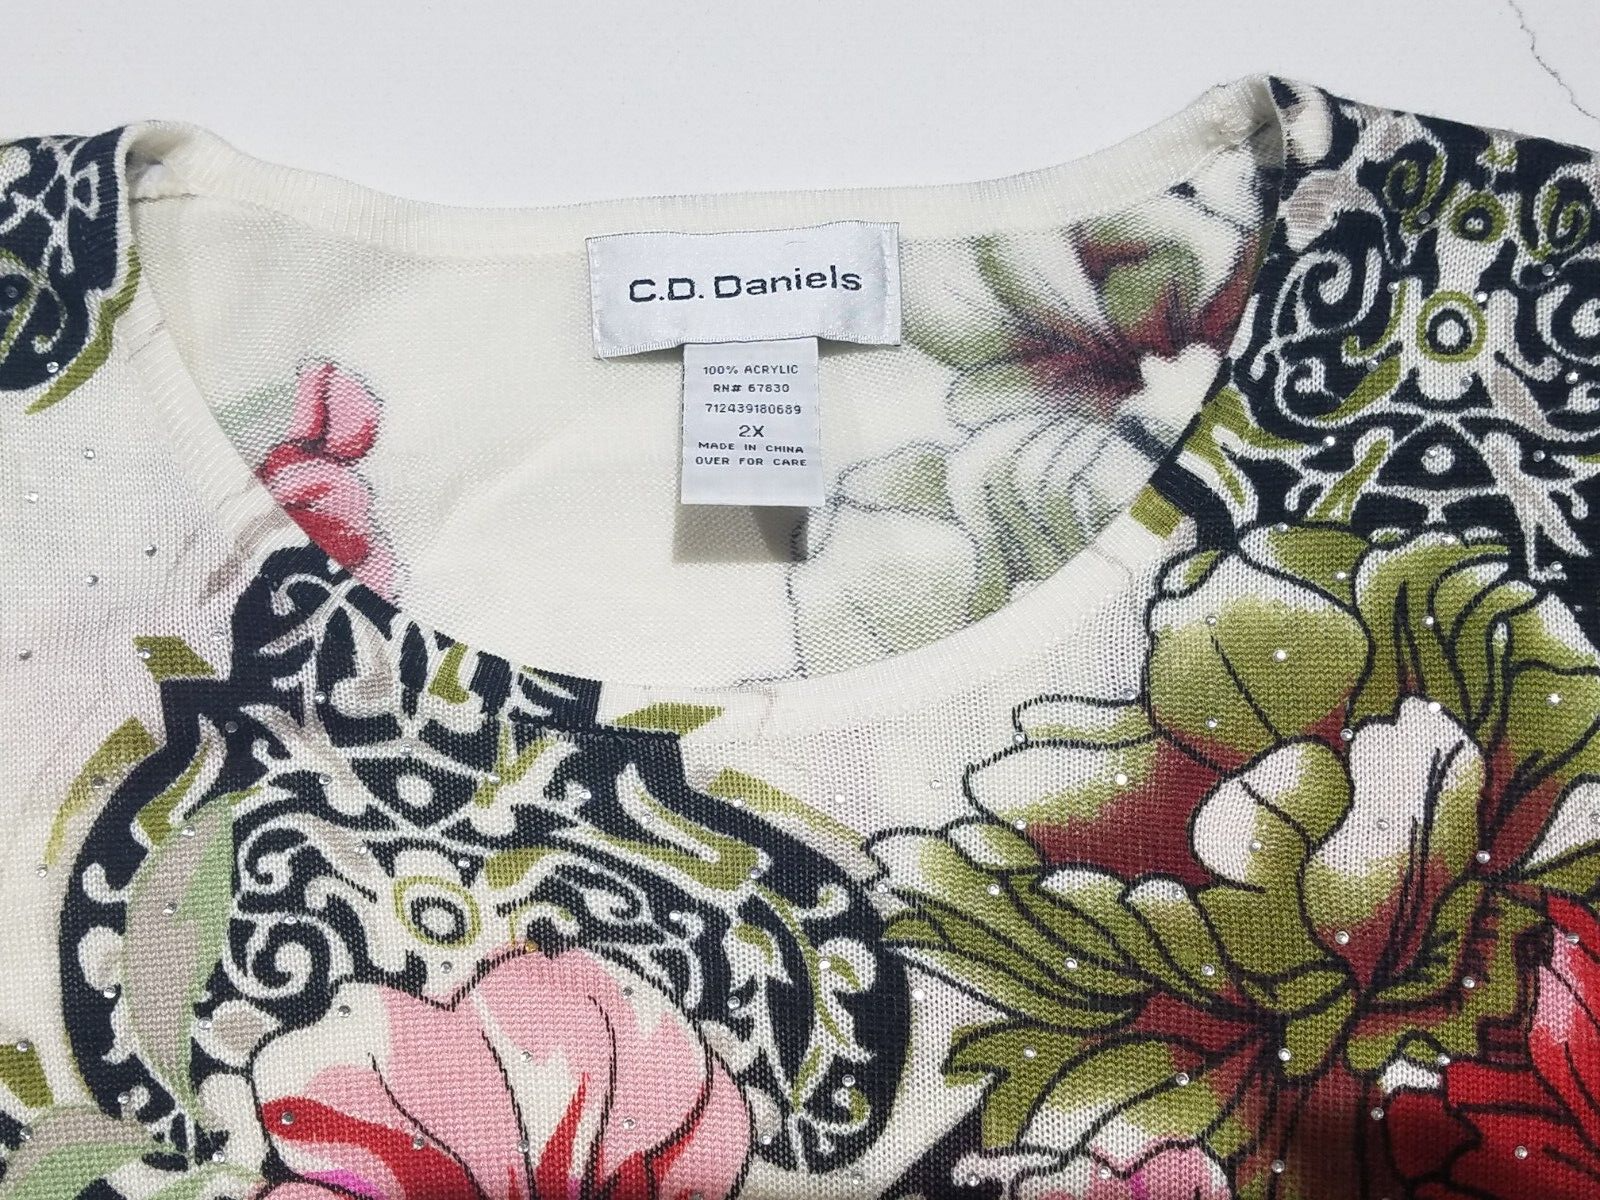 C.D. Daniels
100% ACRYLIC
RN# 67830
712439180689
2X
MADE IN CHINA
OVER FOR CARE